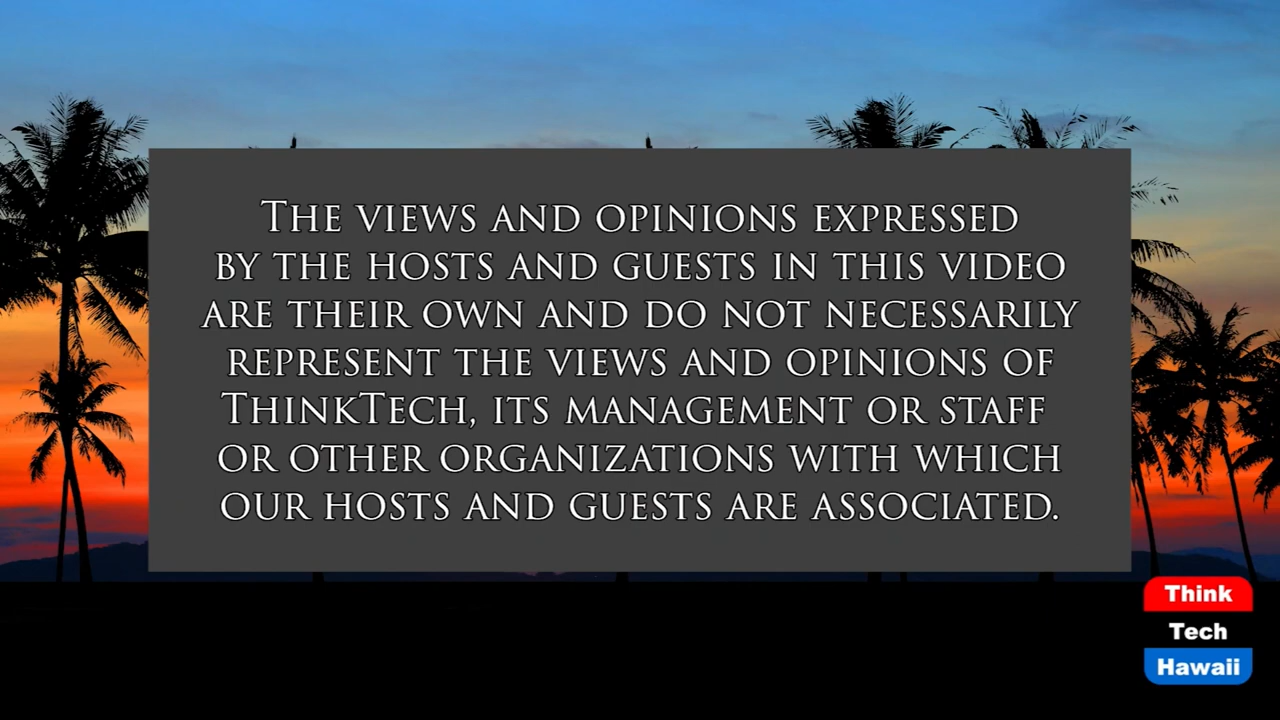 The views and opinions expressed
by the hosts and guests in this video
are their own and do not necessarily
represent the views and opinions of
ThinkTech, its management or staff
or other organizations with which
our hosts and guests are associated.
Think
Tech
Hawaii